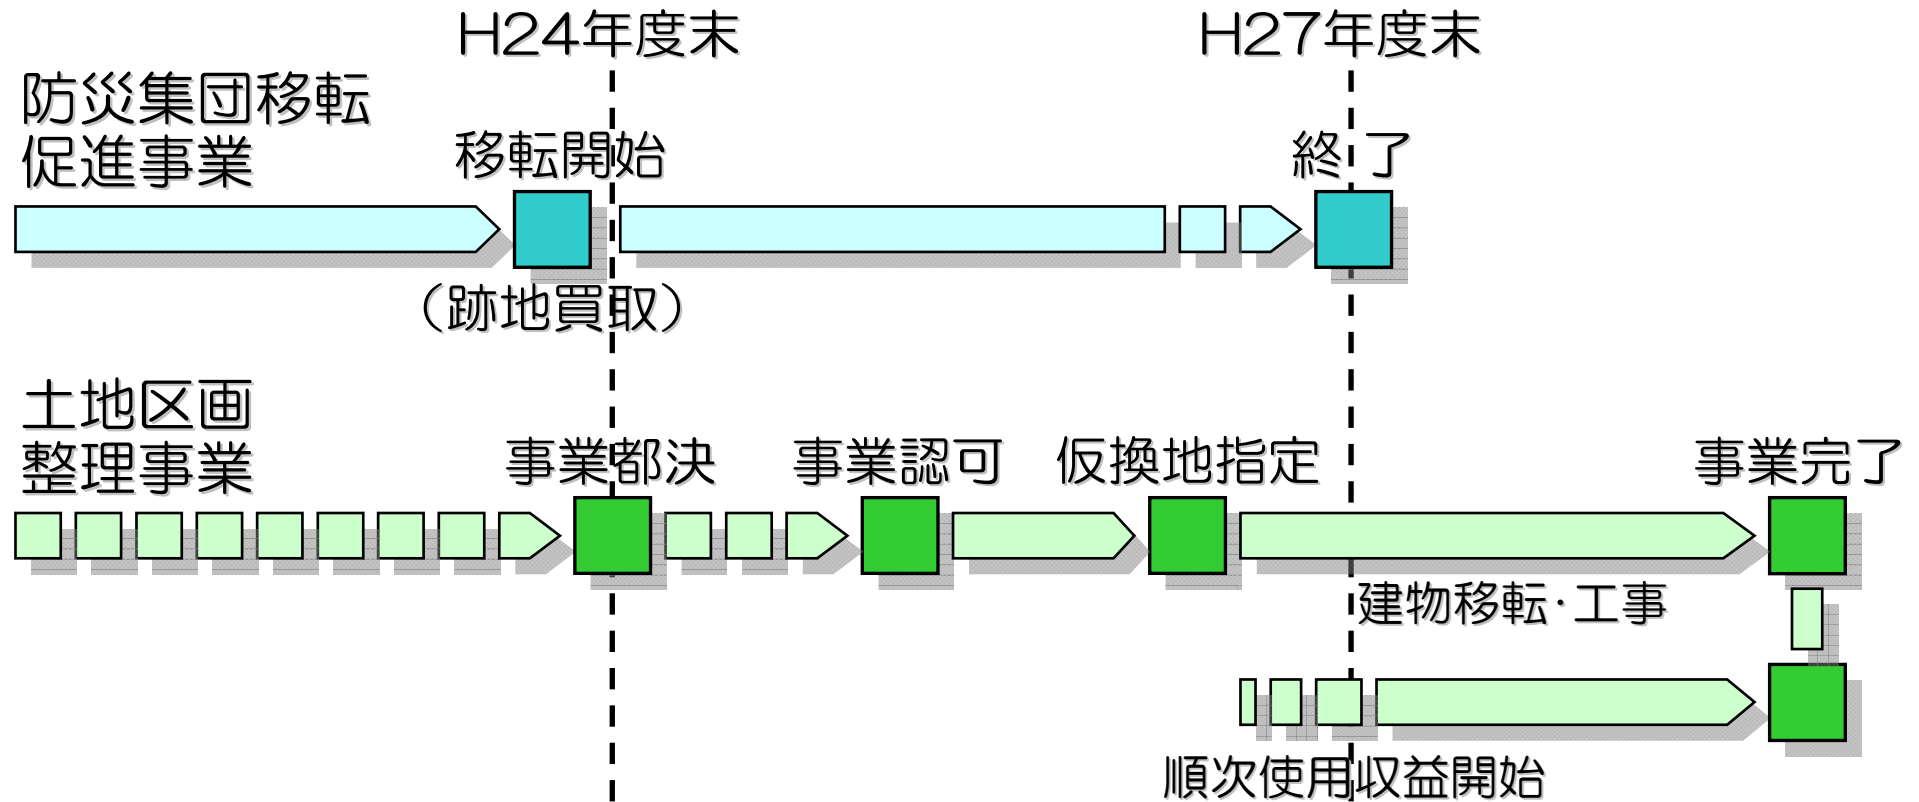 H24年度末
H27年度末
防災集団移転
促進事業
移転開始
終 了
（跡地買取）
土地区画
整理事業
事業都決
事業認可
仮換地指定
事業完了
建物移転・工事
順次使用収益開始